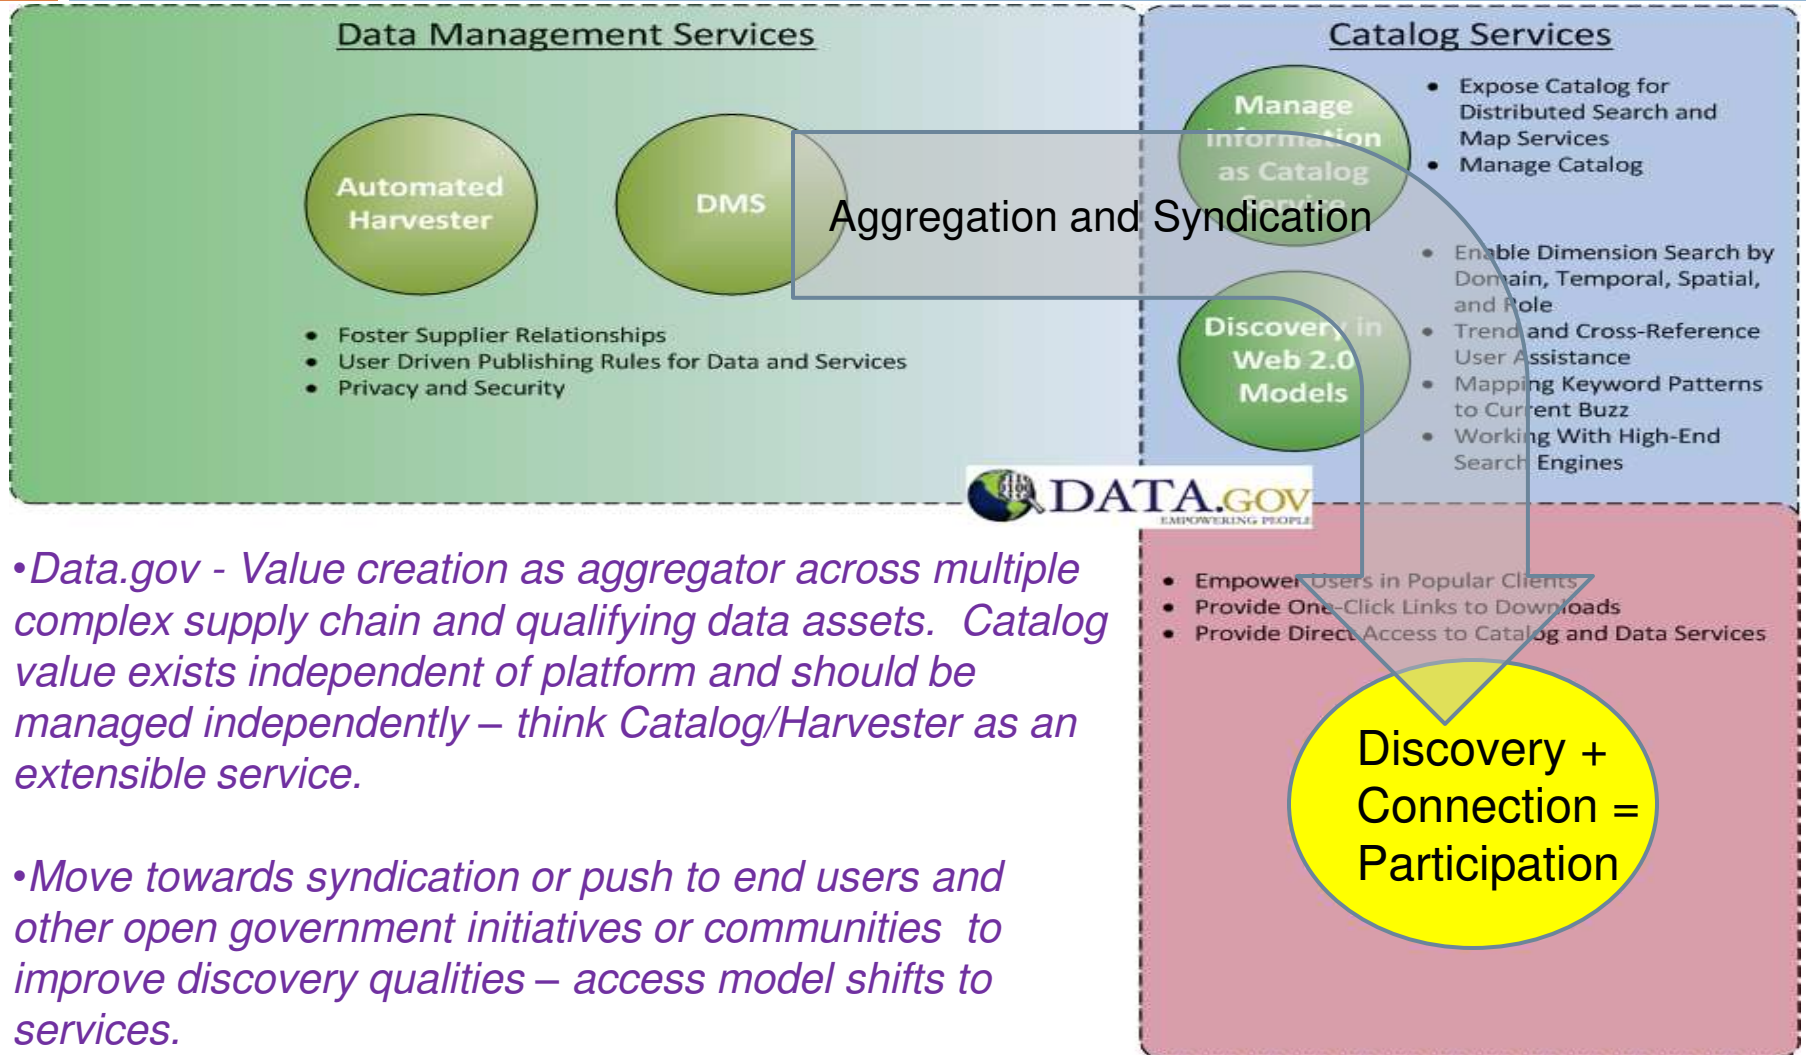 Data Management Services
Automated
Harvester
DMS
• Foster Supplier Relationships
• User Driven Publishing Rules for Data and Services
• Privacy and Security
Catalog Services
Manage
Information
as Catalog
Service
• Expose Catalog for
Distributed Search and
Map Services
• Manage Catalog
Aggregation and Syndication
Discovery in
Web 2.0
Models
• Enable Dimension Search by
Domain, Temporal, Spatial,
and Role
• Trend and Cross-Reference
User Assistance
• Mapping Keyword Patterns
to Current Buzz
• Working With High-End
Search Engines
DATA.GOV
EMPOWERING PEOPLE
•Data.gov - Value creation as aggregator across multiple
complex supply chain and qualifying data assets.  Catalog
value exists independent of platform and should be
managed independently – think Catalog/Harvester as an
extensible service.
•Move towards syndication or push to end users and
other open government initiatives or communities  to
improve discovery qualities – access model shifts to
services.
• Empower Users in Popular Clients
• Provide One-Click Links to Downloads
• Provide Direct Access to Catalog and Data Services
Discovery +
Connection =
Participation